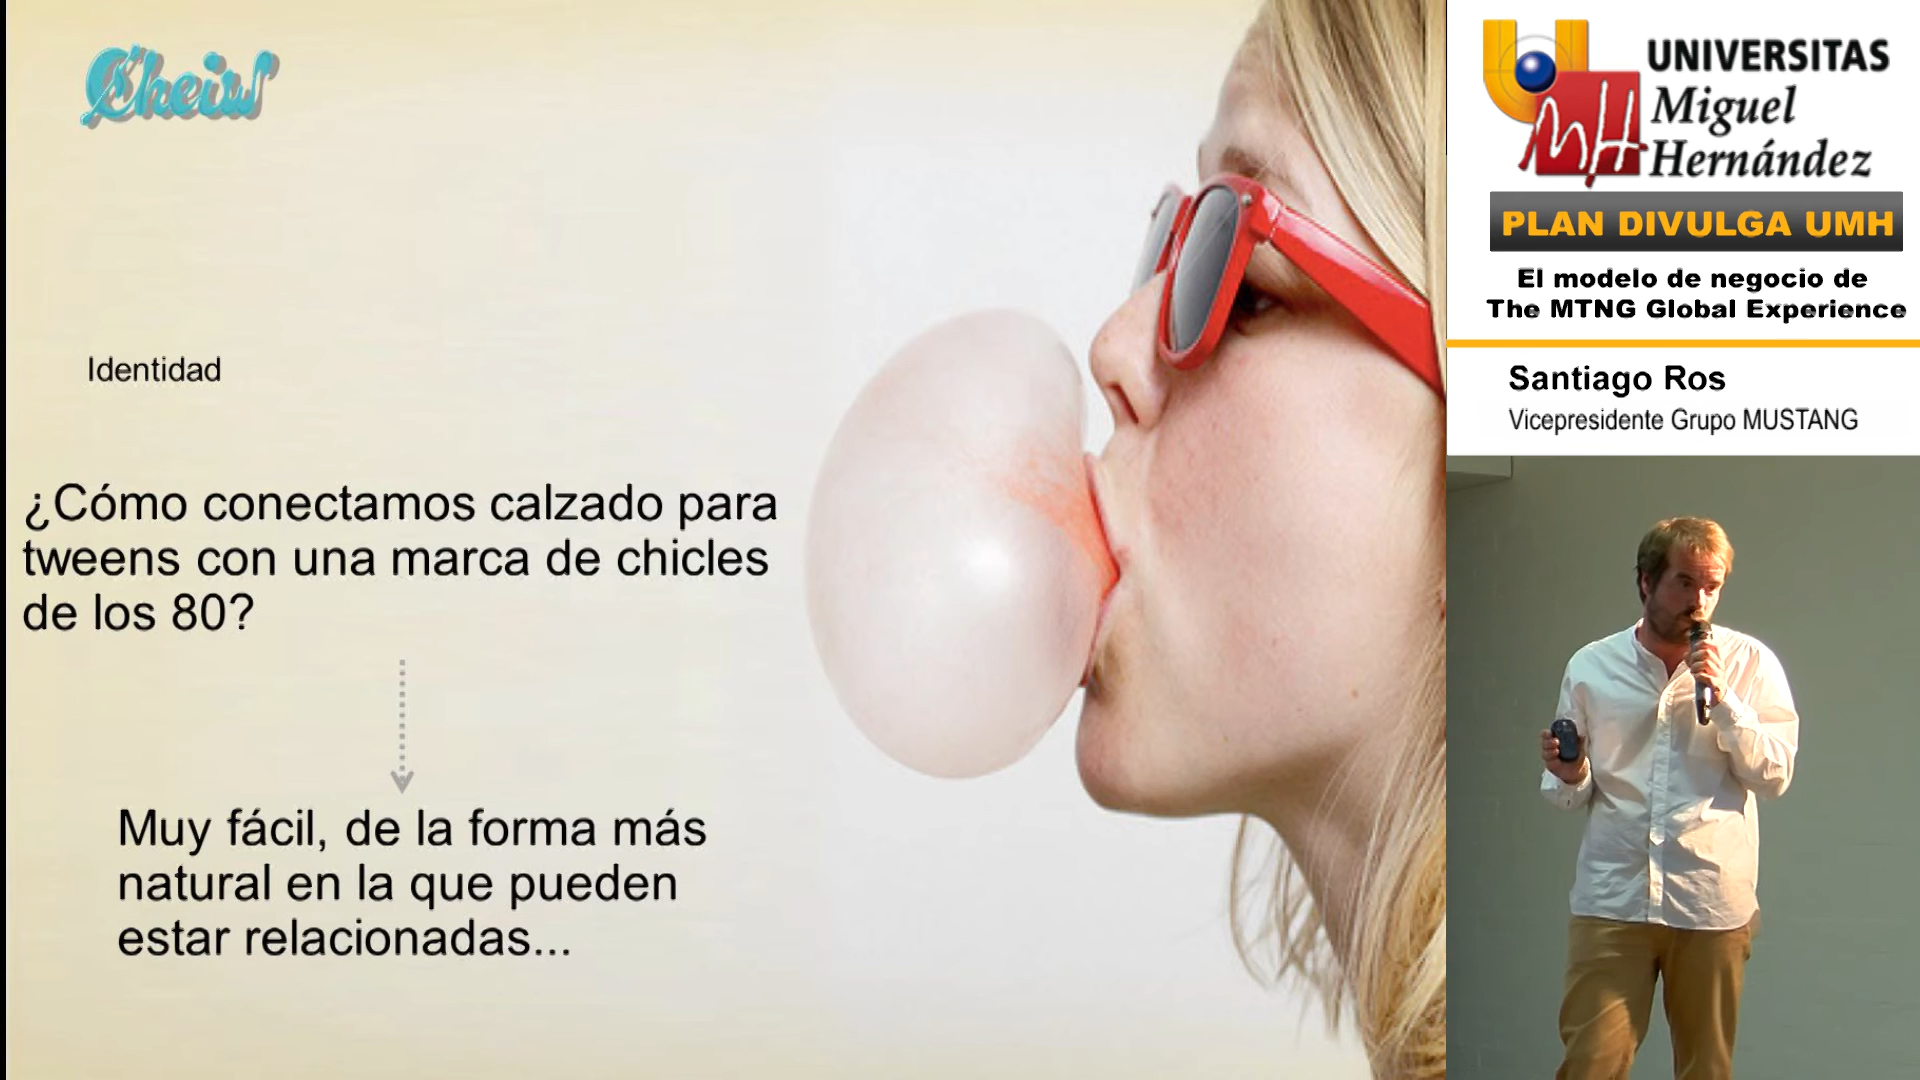 Cheiw
Identidad
¿Cómo conectamos calzado para
tweens con una marca de chicles
de los 80?
Muy fácil, de la forma más
natural en la que pueden
estar relacionadas...
UNIVERSITAS
Miguel
Hernández
PLAN DIVULGA UMH
El modelo de negocio de
The MTNG Global Experience
Santiago Ros
Vicepresidente Grupo MUSTANG